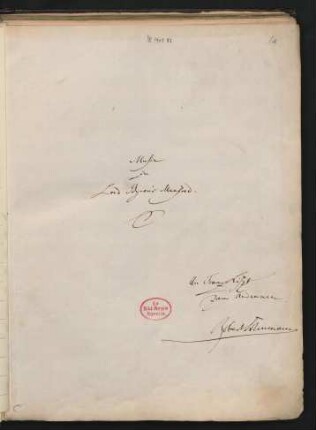 Musik
zu
Lord Byron's Manfred.
An Franz Liszt
zum Andenken
Robert Schumann